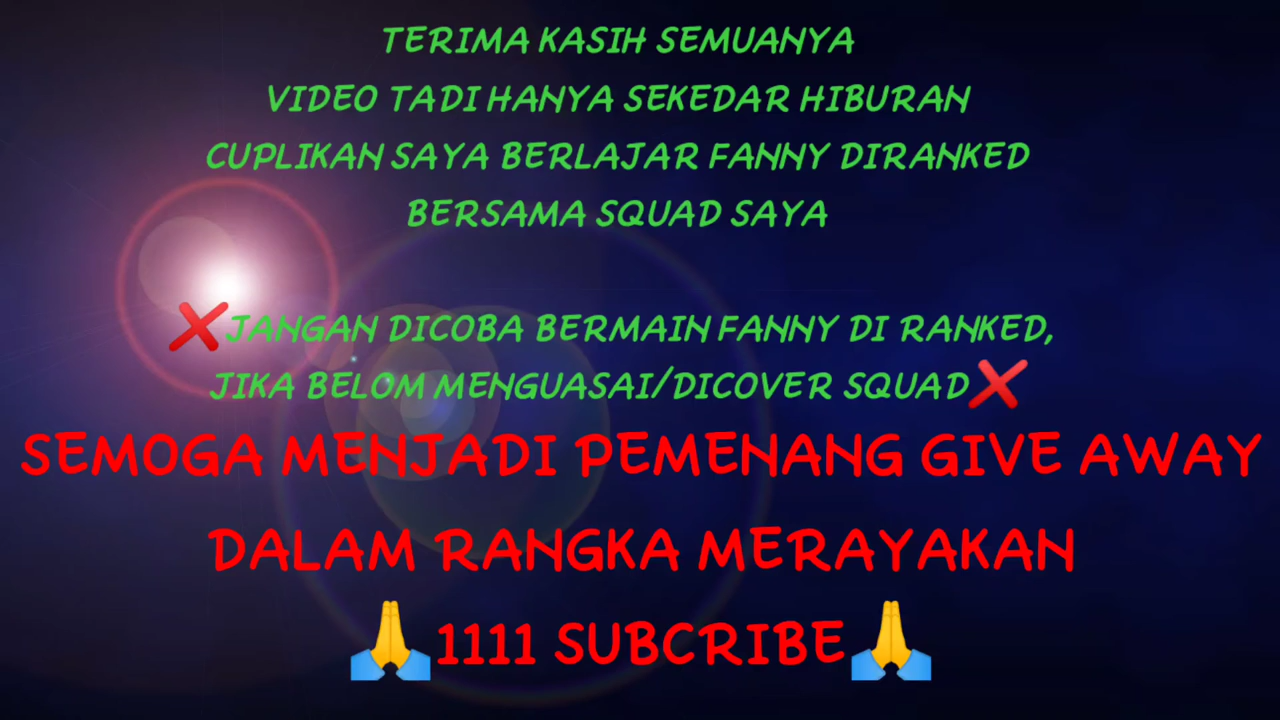 TERIMA KASIH SEMUANYA
VIDEO TADI HANYA SEKEDAR HIBURAN
CUPLIKAN SAYA BERLAJAR FANNY DIRANKED
BERSAMA SQUAD SAYA
❌JANGAN DICOBA BERMAIN FANNY DI RANKED,
JIKA BELOM MENGUASAI/DICOVER SQUAD❌
SEMOGA MENJADI PEMENANG GIVE AWAY
DALAM RANGKA MERAYAKAN
🙏1111 SUBCRIBE🙏